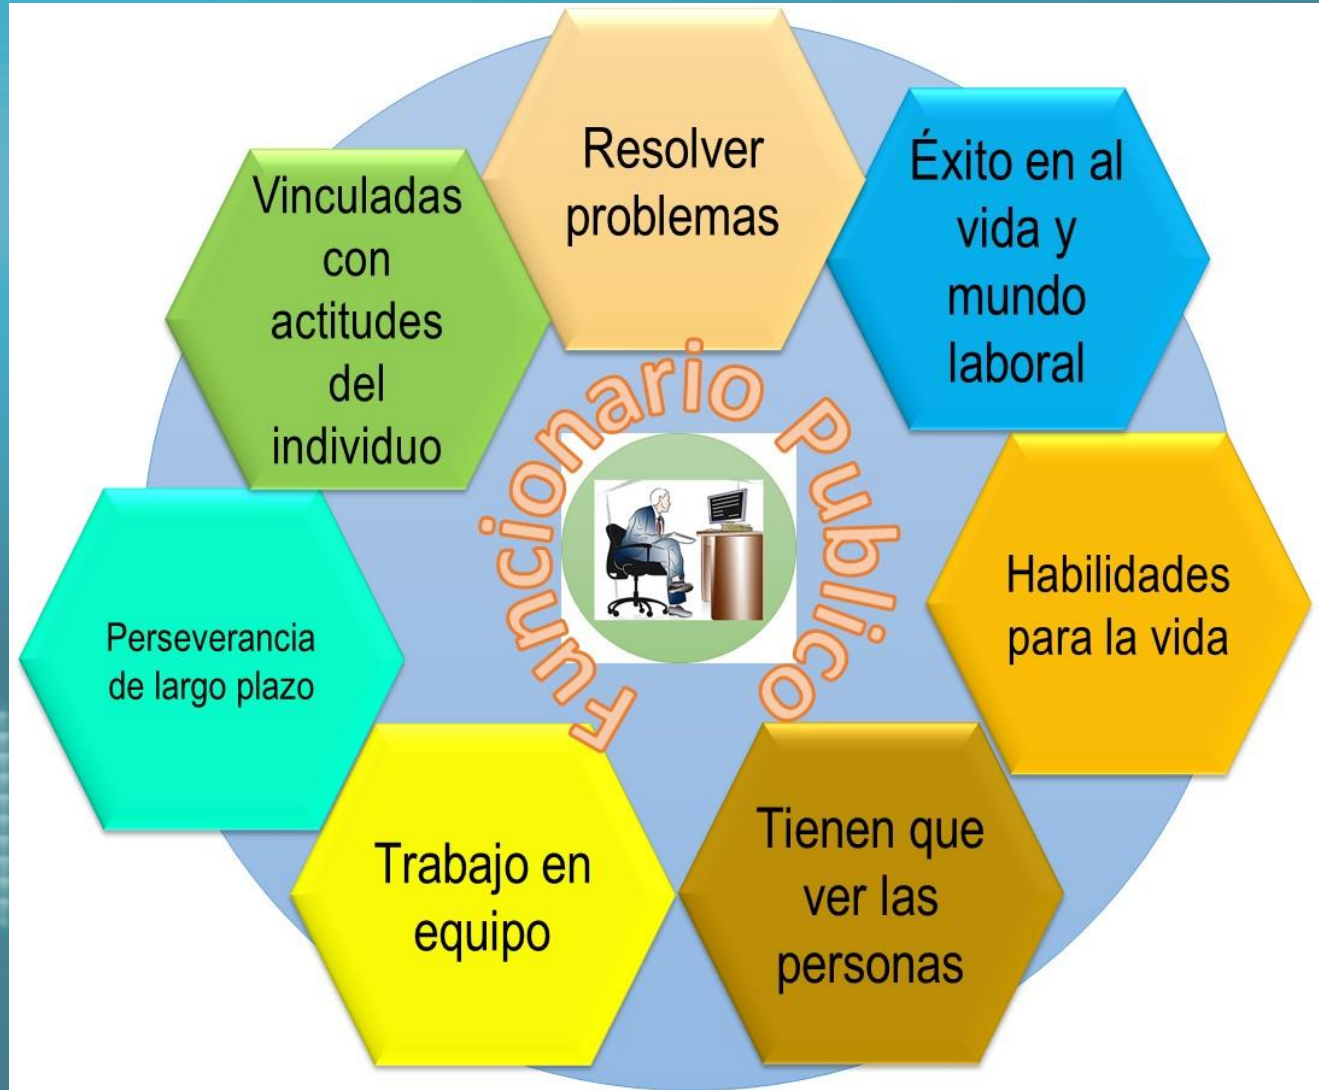 Resolver
problemas
Éxito en al
vida y
mundo
laboral
Habilidades
para la vida
Tienen que
ver las
personas
Trabajo en
equipo
Perseverancia
de largo plazo
Vinculadas
con
actitudes
del
individuo
Funcionario Publico